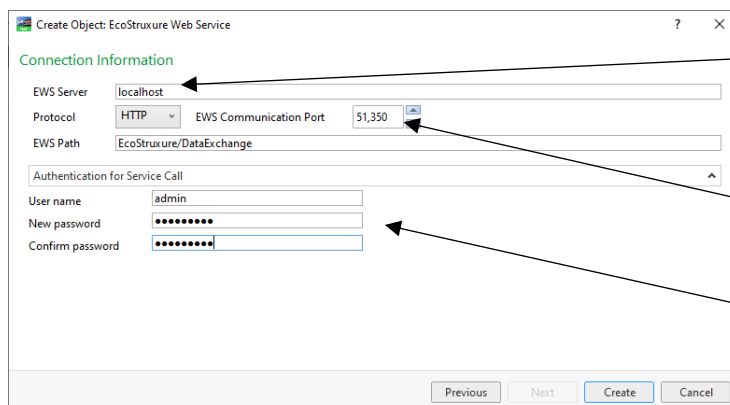 Create Object: EcoStruxure Web Service ? ×
Connection Information
EWS Server localhost
Protocol HTTP EWS Communication Port 51,350
EWS Path EcoStruxure/DataExchange
Authentication for Service Call
User name admin
New password •••••••••
Confirm password •••••••••
Previous Next Create Cancel